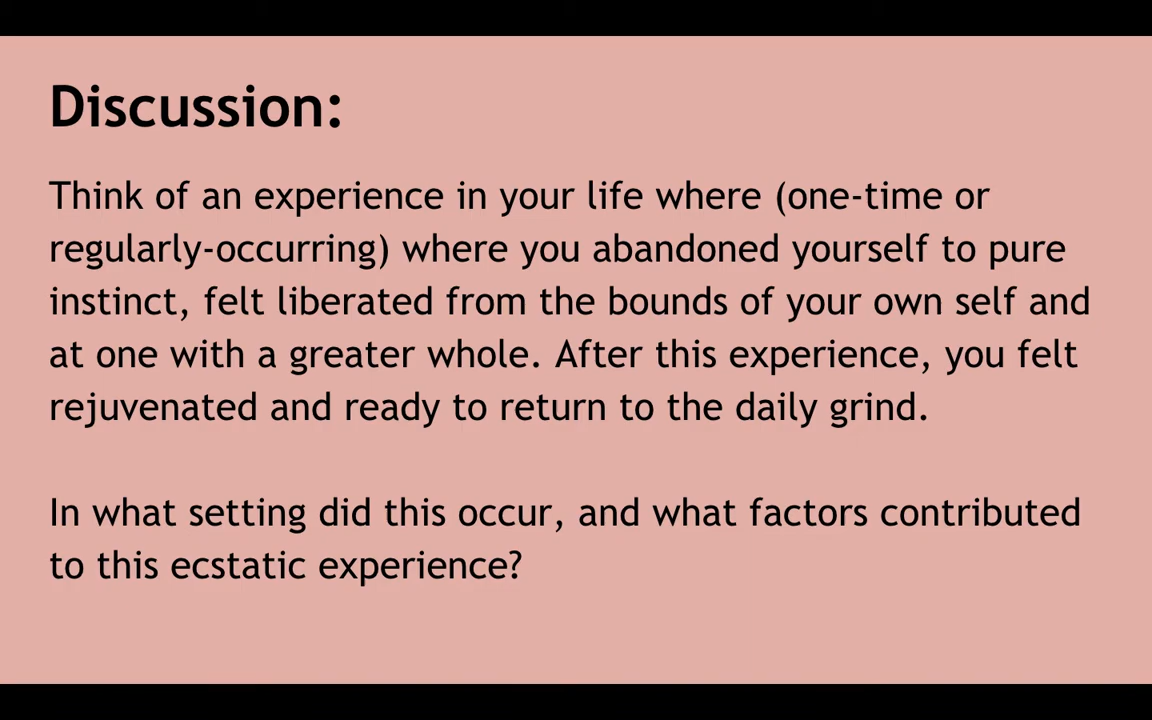 Discussion:
Think of an experience in your life where (one-time or
regularly-occurring) where you abandoned yourself to pure
instinct, felt liberated from the bounds of your own self and
at one with a greater whole. After this experience, you felt
rejuvenated and ready to return to the daily grind.
In what setting did this occur, and what factors contributed
to this ecstatic experience?